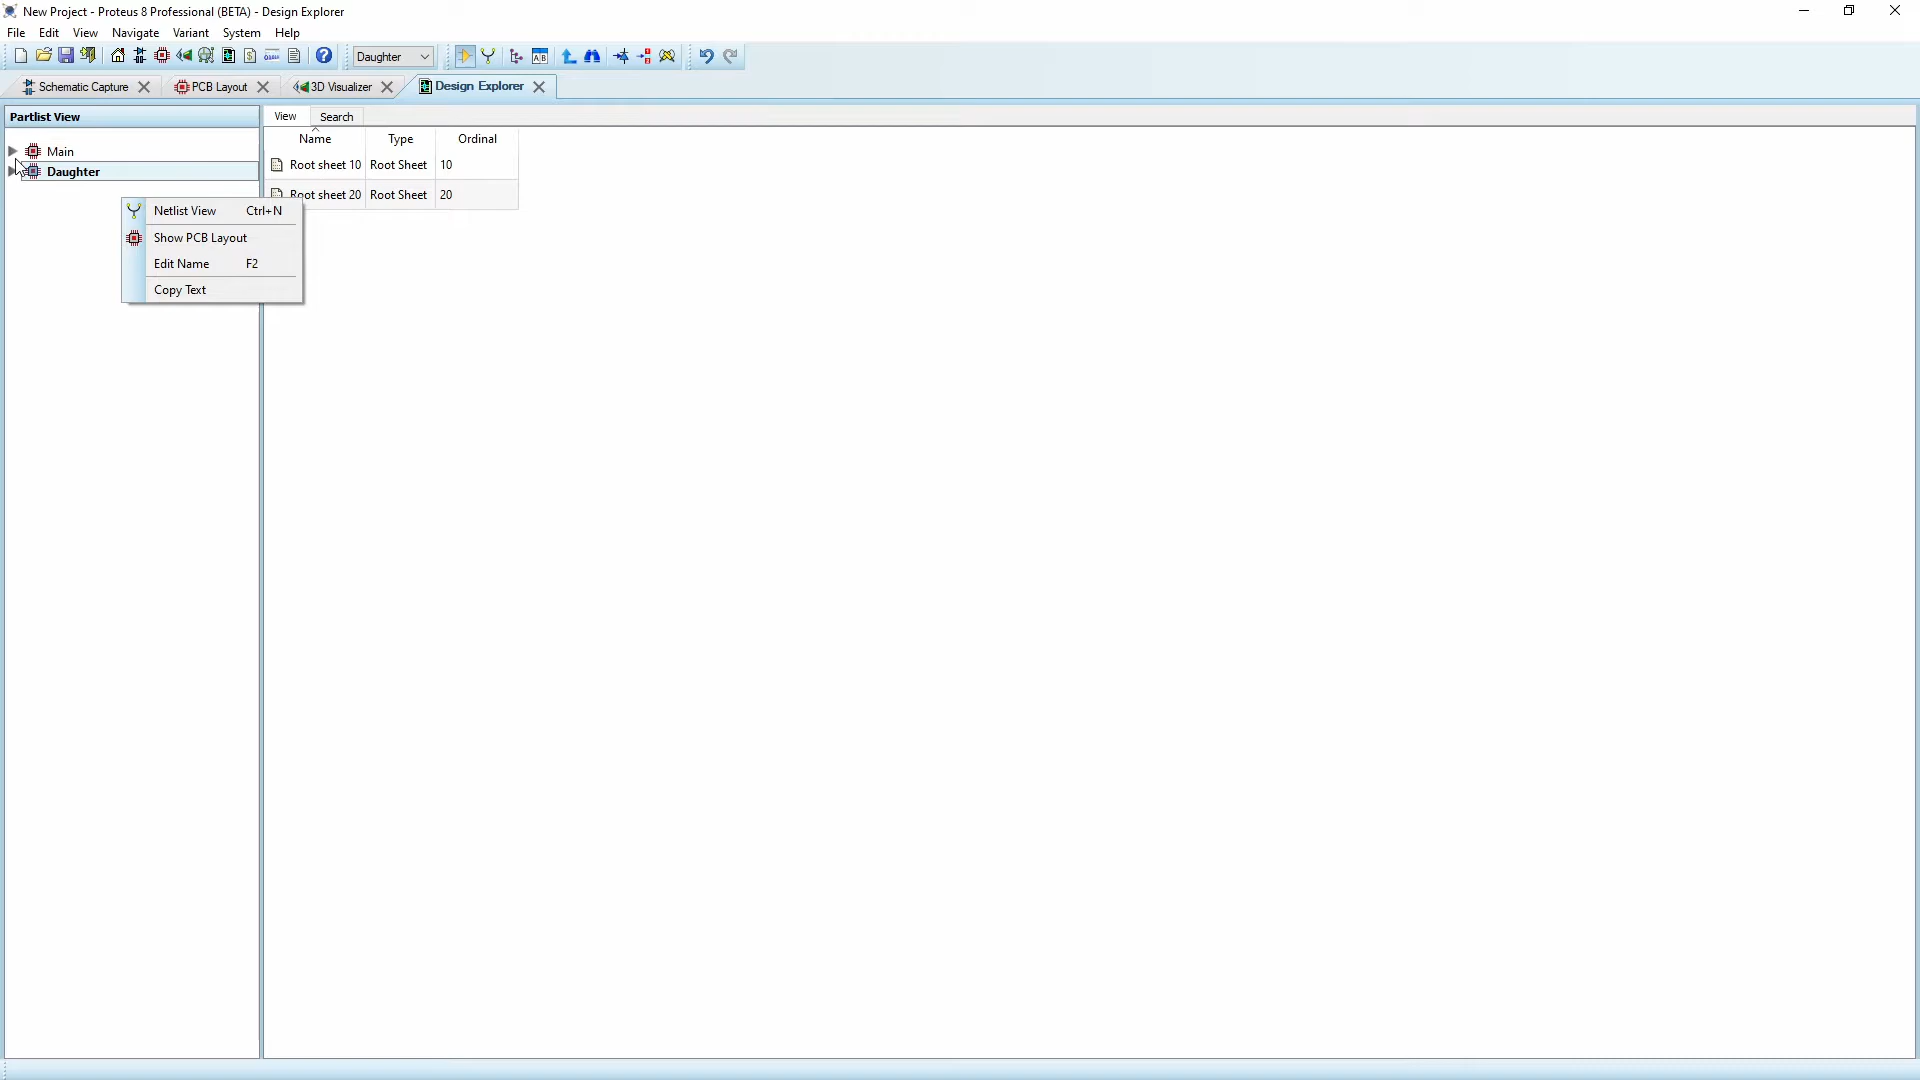 New Project - Proteus 8 Professional (BETA) - Design Explorer
File Edit View Navigate Variant System Help
Daughter
Schematic Capture PCB Layout 3D Visualizer Design Explorer
Partlist View
View Search
Name Type Ordinal
Main
Root sheet 10 Root Sheet 10
Daughter
Root sheet 20 Root Sheet 20
Netlist View Ctrl+N
Show PCB Layout
Edit Name F2
Copy Text